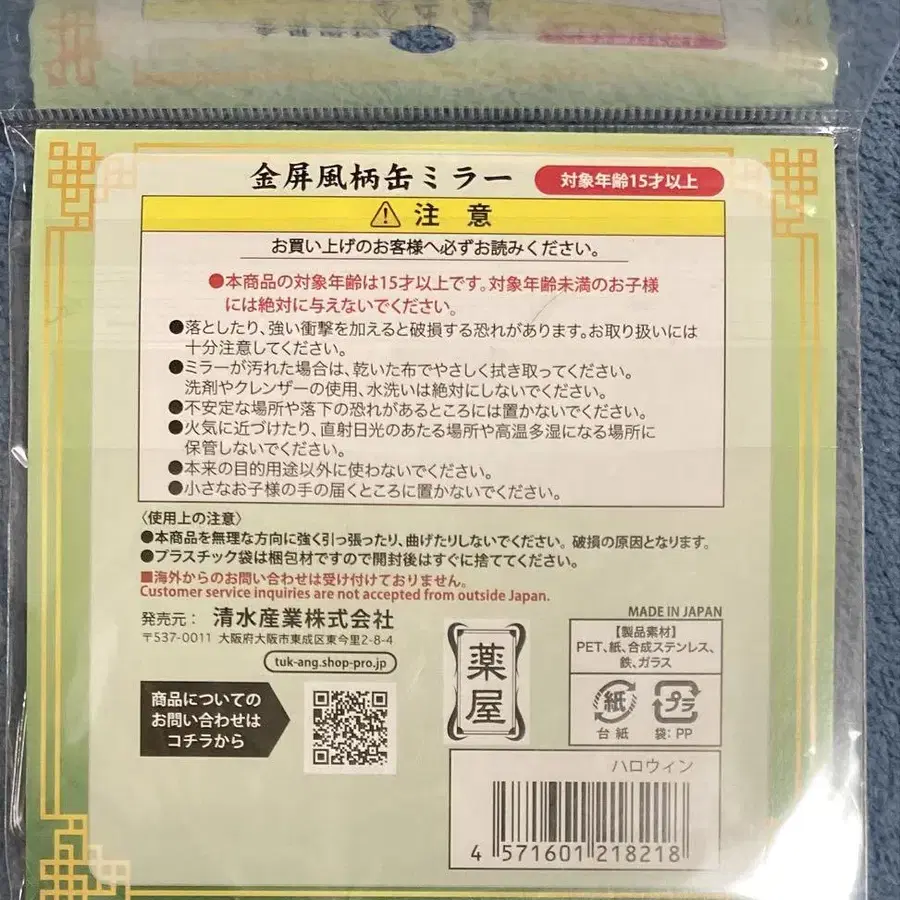 金屏風柄缶ミラー
対象年齢15才以上
注意
お買い上げのお客様へ必ずお読みください。
●本商品の対象年齢は15才以上です。対象年齢未満のお子様
には絶対に与えないでください。
●落としたり、強い衝撃を加えると破損する恐れがあります。お取り扱いには
十分注意してください。
●ミラーが汚れた場合は、乾いた布でやさしく拭き取ってください。
洗剤やクレンザーの使用、水洗いは絶対にしないでください。
●不安定な場所や落下の恐れがあるところには置かないでください。
●火気に近づけたり、直射日光のあたる場所や高温多湿になる場所に
保管しないでください。
●本来の目的用途以外に使わないでください。
●小さなお子様の手の届くところに置かないでください。
〈使用上の注意〉
●本商品を無理な方向に強く引っ張ったり、曲げたりしないでください。破損の原因となります。
●プラスチック袋は梱包材ですので開封後はすぐに捨ててください。
■海外からのお問い合わせは受け付けておりません。
Customer service inquiries are not accepted from outside Japan.
発売元：清水産業株式会社
〒537-0011 大阪府大阪市東成区東今里2-8-4
tuk-ang.shop-pro.jp
商品についての
お問い合わせは
コチラから
薬屋
MADE IN JAPAN
【製品素材】
PET、紙、合成ステンレス、
鉄、ガラス
紙
台紙
プラ
袋：PP
ハロウィン
4 571601 218218